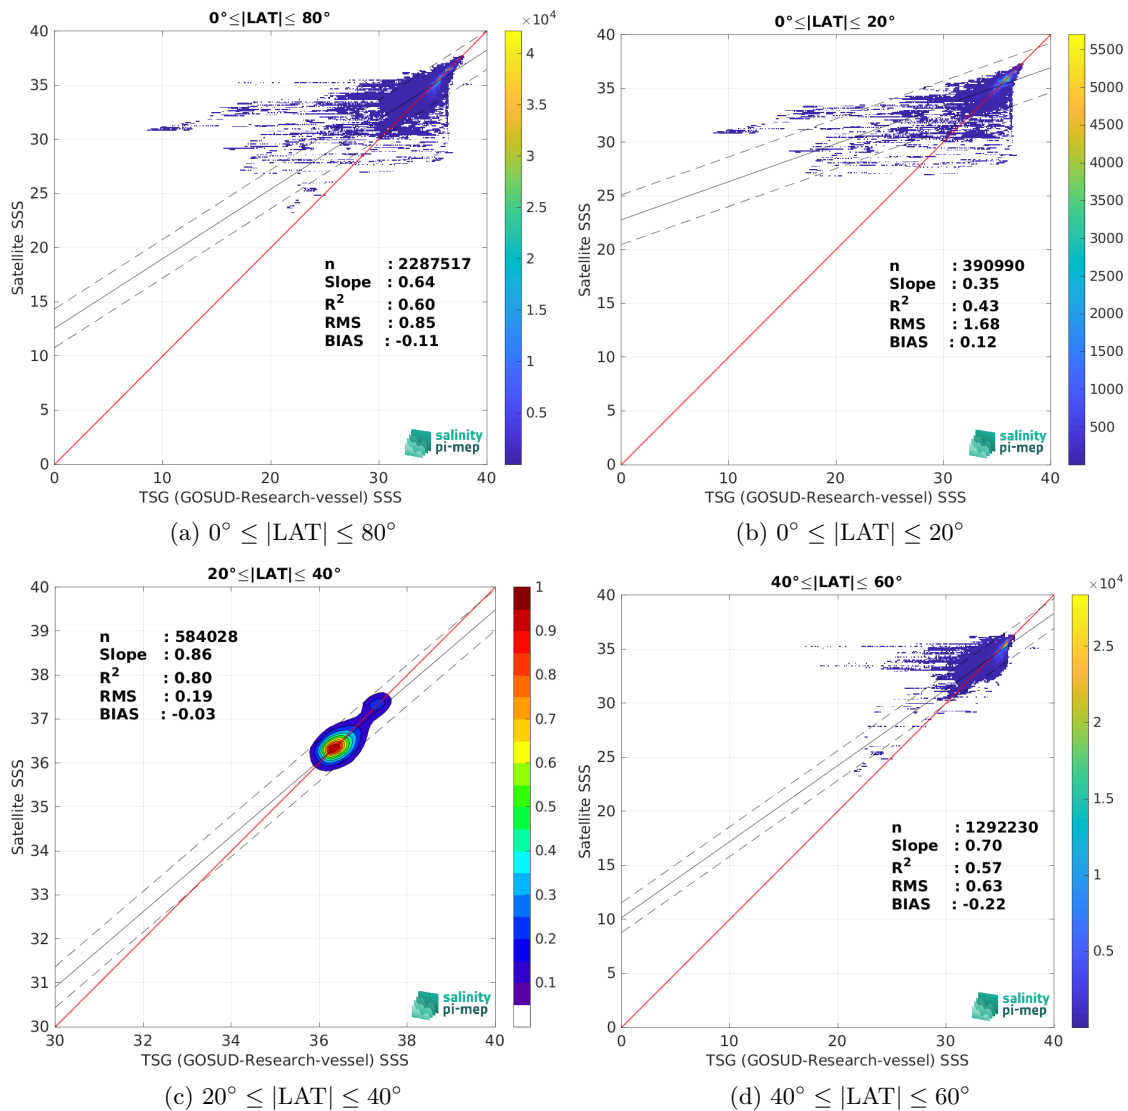 0°≤|LAT|≤ 80°
×10⁴
40
35
30
25
20
15
10
5
0
0
10
20
30
40
Satellite SSS
TSG (GOSUD-Research-vessel) SSS
n : 2287517
Slope : 0.64
R² : 0.60
RMS : 0.85
BIAS : -0.11
salinity
pi-mep
4
3.5
3
2.5
2
1.5
1
0.5
(a) 0° ≤ |LAT| ≤ 80°
0°≤|LAT|≤ 20°
40
35
30
25
20
15
10
5
0
0
10
20
30
40
Satellite SSS
TSG (GOSUD-Research-vessel) SSS
n : 390990
Slope : 0.35
R² : 0.43
RMS : 1.68
BIAS : 0.12
salinity
pi-mep
5500
5000
4500
4000
3500
3000
2500
2000
1500
1000
500
(b) 0° ≤ |LAT| ≤ 20°
20°≤|LAT|≤ 40°
40
39
38
37
36
35
34
33
32
31
30
30
32
34
36
38
40
Satellite SSS
TSG (GOSUD-Research-vessel) SSS
n : 584028
Slope : 0.86
R² : 0.80
RMS : 0.19
BIAS : -0.03
salinity
pi-mep
1
0.9
0.8
0.7
0.6
0.5
0.4
0.3
0.2
0.1
(c) 20° ≤ |LAT| ≤ 40°
40°≤|LAT|≤ 60°
×10⁴
40
35
30
25
20
15
10
5
0
0
10
20
30
40
Satellite SSS
TSG (GOSUD-Research-vessel) SSS
n : 1292230
Slope : 0.70
R² : 0.57
RMS : 0.63
BIAS : -0.22
salinity
pi-mep
2.5
2
1.5
1
0.5
(d) 40° ≤ |LAT| ≤ 60°